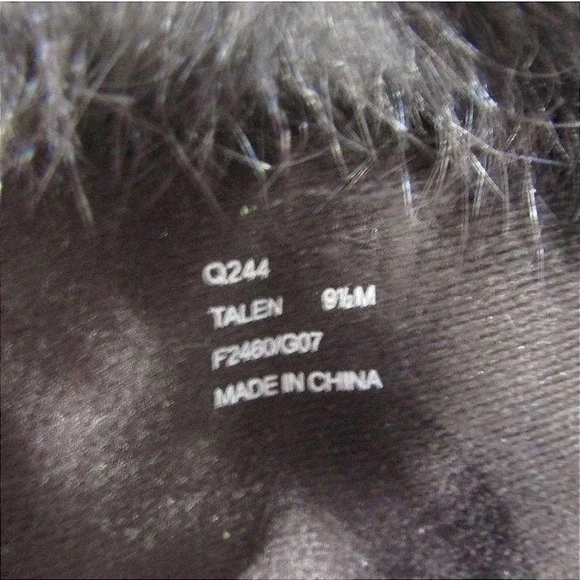 Q244
TALEN 9½M
F2460/G07
MADE IN CHINA